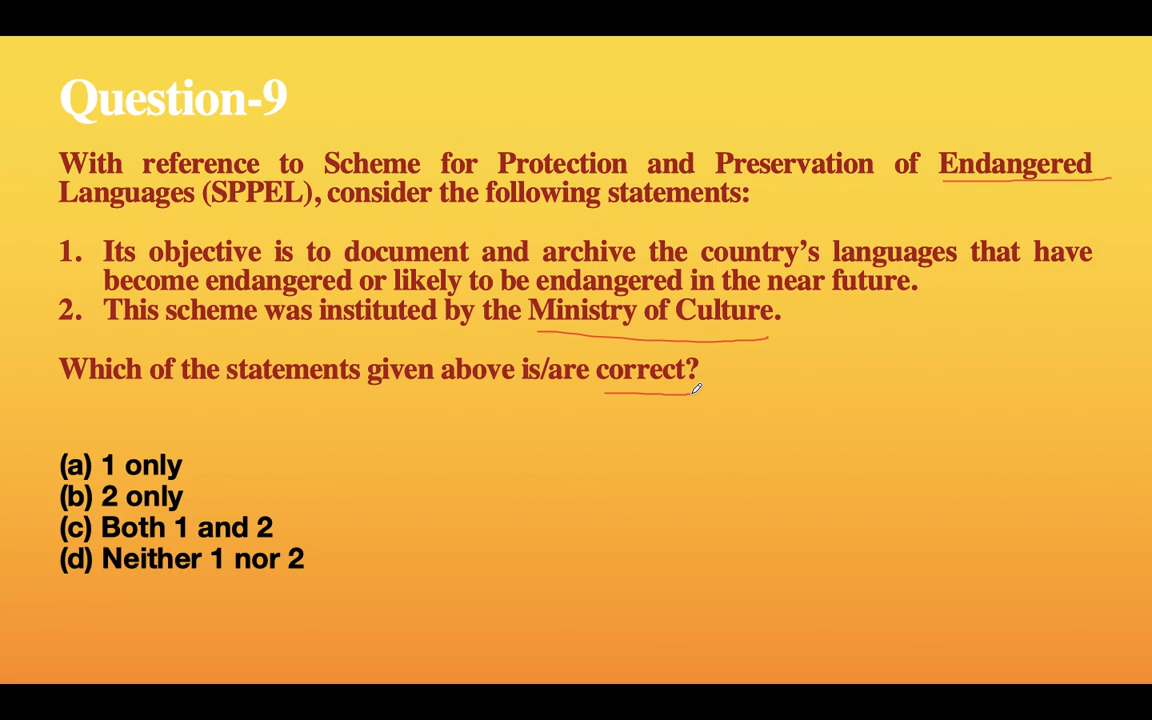 Question-9
With reference to Scheme for Protection and Preservation of Endangered
Languages (SPPEL), consider the following statements:
1. Its objective is to document and archive the country’s languages that have
become endangered or likely to be endangered in the near future.
2. This scheme was instituted by the Ministry of Culture.
Which of the statements given above is/are correct?
(a) 1 only
(b) 2 only
(c) Both 1 and 2
(d) Neither 1 nor 2